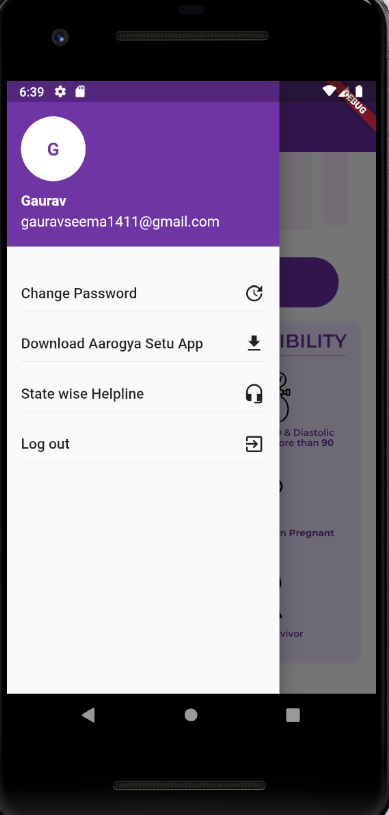 6:39
DEBUG
G
Gaurav
gauravseema1411@gmail.com
Change Password
Download Aarogya Setu App
State wise Helpline
Log out
IBILITY
& Diastolic
ore than 90
n Pregnant
vivor